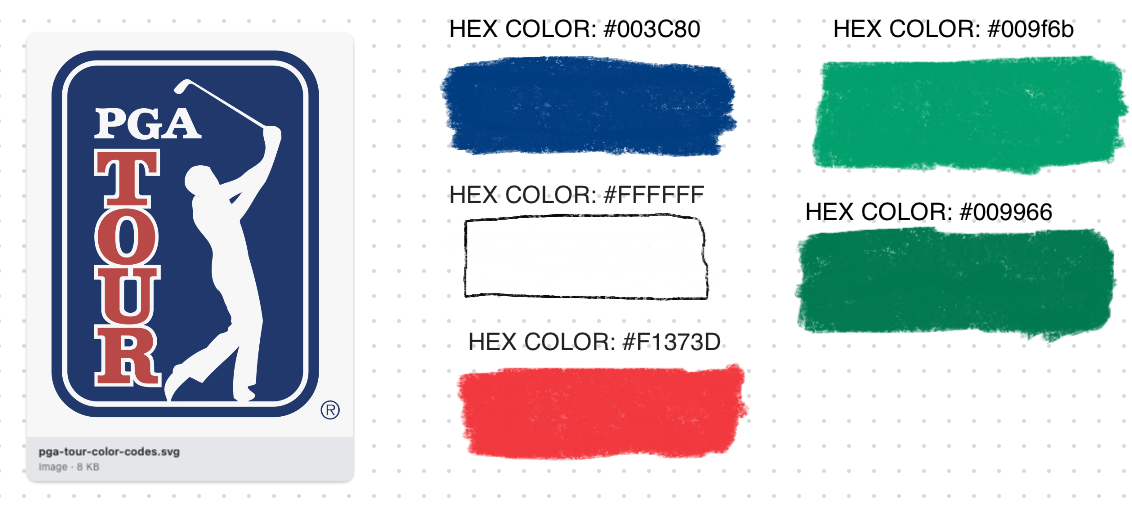 PGA
TOUR
®
pga-tour-color-codes.svg
Image · 8 KB
HEX COLOR: #003C80
HEX COLOR: #FFFFFF
HEX COLOR: #F1373D
HEX COLOR: #009f6b
HEX COLOR: #009966